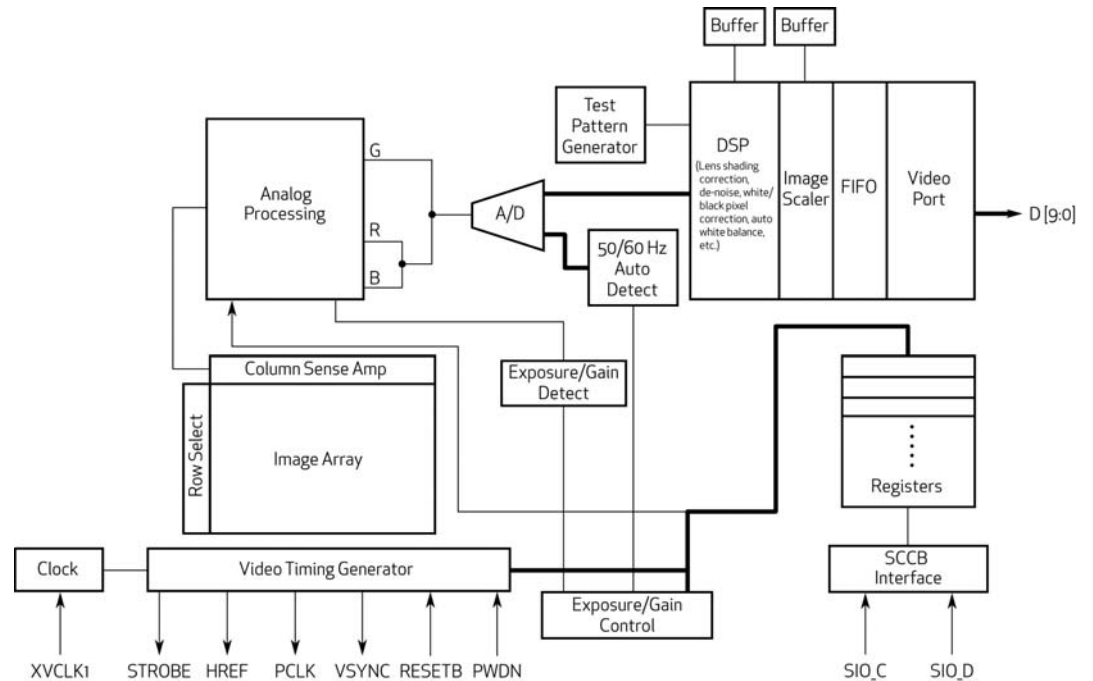 Buffer
Buffer
Test
Pattern
Generator
DSP
(Lens shading
correction,
de-noise, white/
black pixel
correction, auto
white balance,
etc.)
Image
Scaler
FIFO
Video
Port
D [9:0]
Analog
Processing
G
R
B
A/D
50/60 Hz
Auto
Detect
Column Sense Amp
Row Select
Image Array
Exposure/Gain
Detect
Registers
Clock
Video Timing Generator
Exposure/Gain
Control
SCCB
Interface
XVCLK1
STROBE
HREF
PCLK
VSYNC
RESETB
PWDN
SIO_C
SIO_D